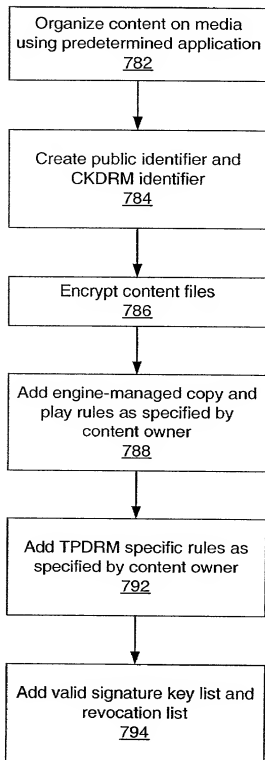 Organize content on media
using predetermined application
782
Create public identifier and
CKDRM identifier
784
Encrypt content files
786
Add engine-managed copy and
play rules as specified by
content owner
788
Add TPDRM specific rules as
specified by content owner
792
Add valid signature key list and
revocation list
794